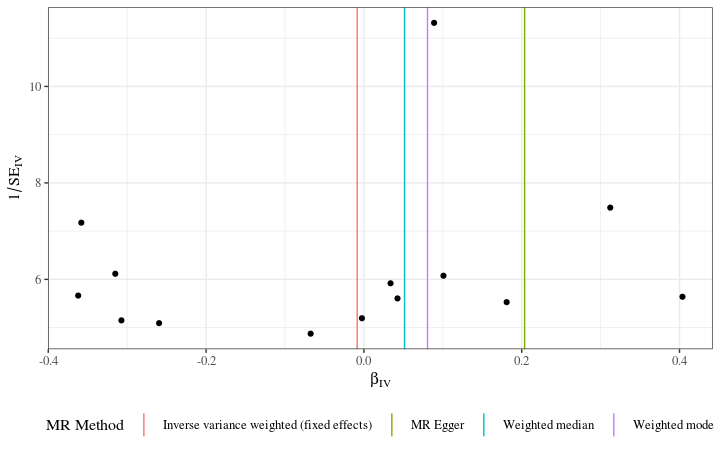 10
8
6
1/SE_IV
-0.4 -0.2 0.0 0.2 0.4
β_IV
MR Method Inverse variance weighted (fixed effects) MR Egger Weighted median Weighted mode